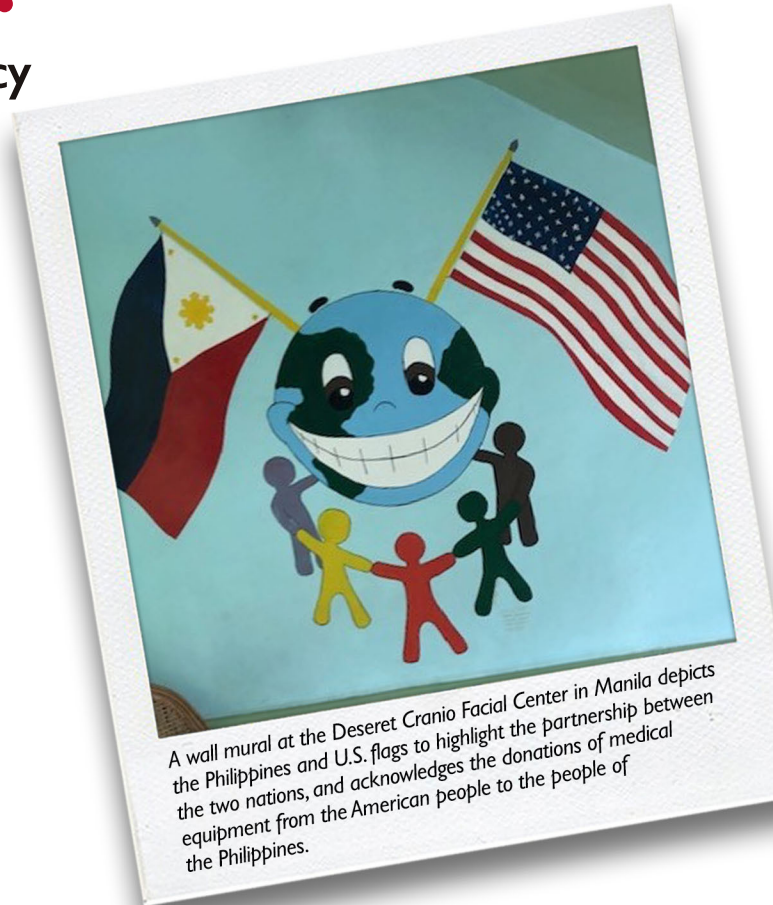 cy
A wall mural at the Deseret Cranio Facial Center in Manila depicts
the Philippines and U.S. flags to highlight the partnership between
the two nations, and acknowledges the donations of medical
equipment from the American people to the people of
the Philippines.